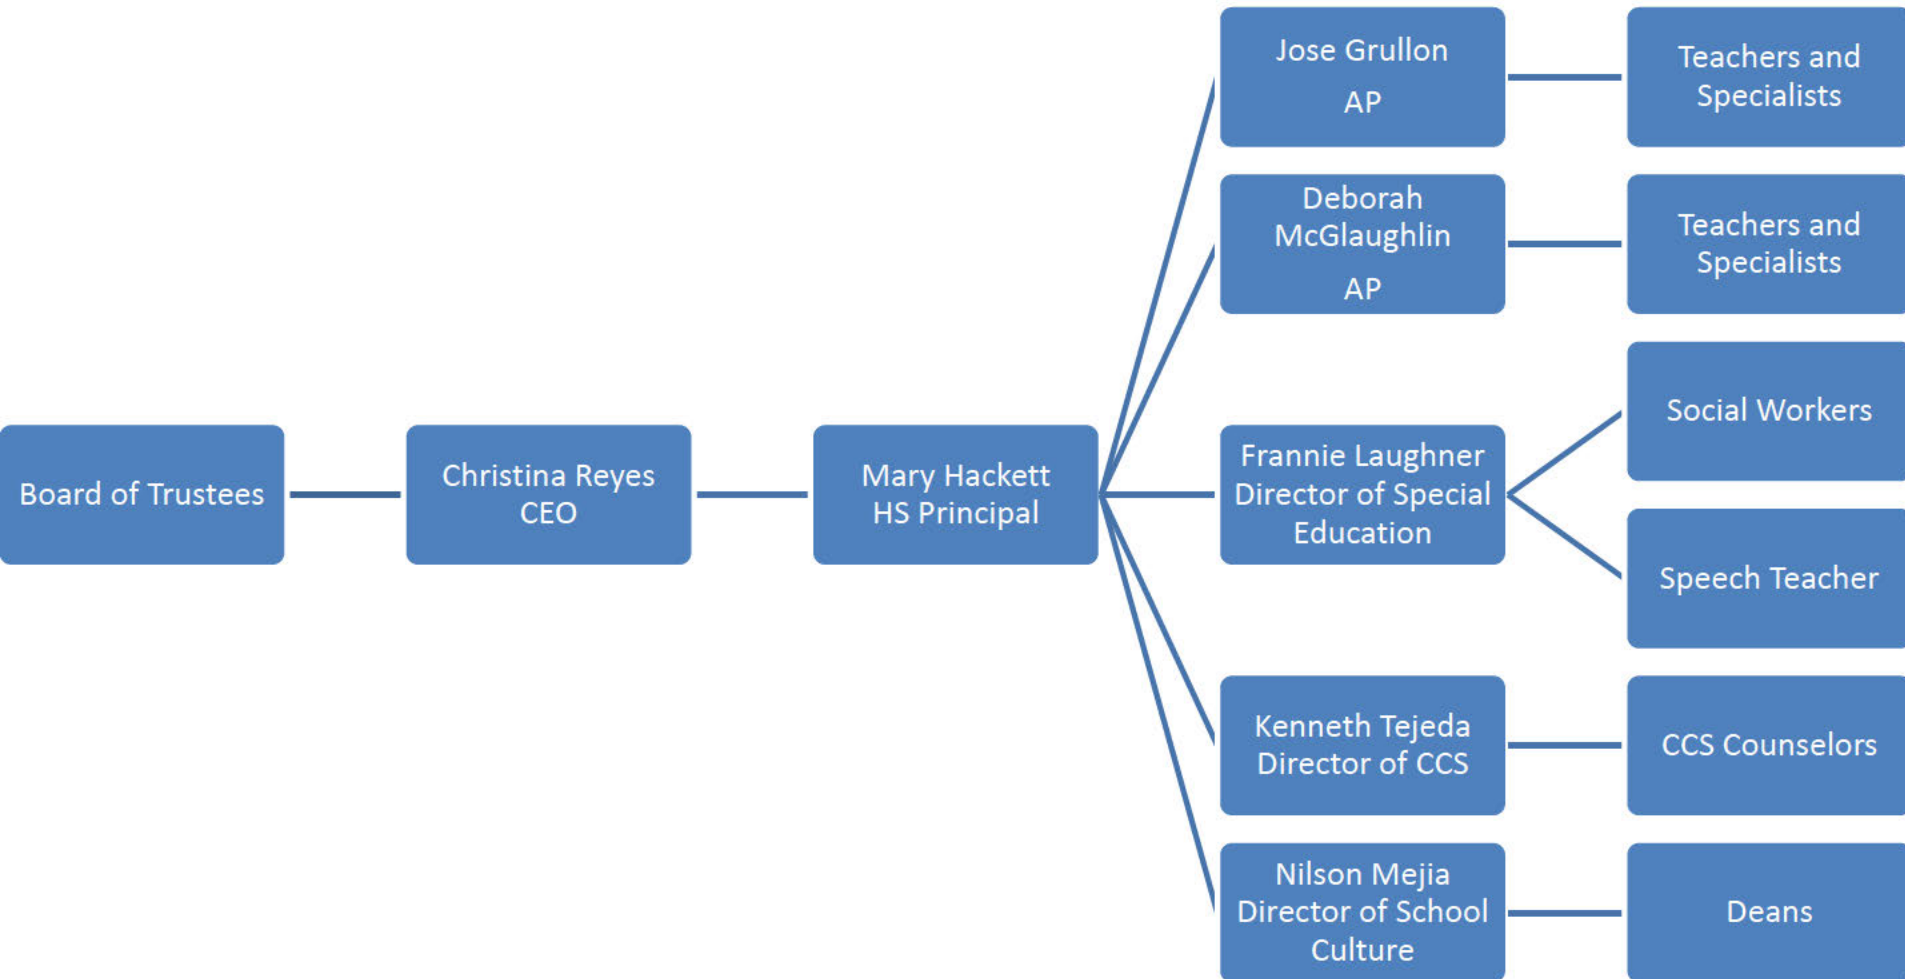 Board of Trustees
Christina Reyes
CEO
Mary Hackett
HS Principal
Jose Grullon
AP
Deborah
McGlaughlin
AP
Frannie Laughner
Director of Special
Education
Kenneth Tejeda
Director of CCS
Nilson Mejia
Director of School
Culture
Teachers and
Specialists
Teachers and
Specialists
Social Workers
Speech Teacher
CCS Counselors
Deans